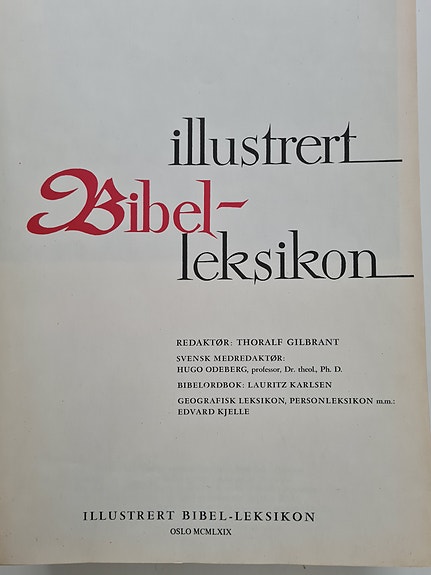 illustrert
Bibel-
leksikon
REDAKTØR: THORALF GILBRANT
SVENSK MEDREDAKTØR:
HUGO ODEBERG, professor, Dr. theol., Ph. D.
BIBELORDBOK: LAURITZ KARLSEN
GEOGRAFISK LEKSIKON, PERSONLEKSIKON m.m.:
EDVARD KJELLE
ILLUSTRERT BIBEL-LEKSIKON
OSLO MCMLXIX